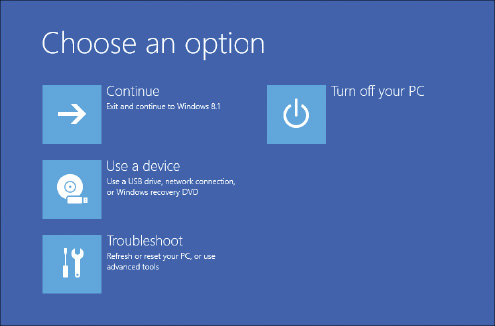 Choose an option
Continue
Exit and continue to Windows 8.1
Turn off your PC
Use a device
Use a USB drive, network connection,
or Windows recovery DVD
Troubleshoot
Refresh or reset your PC, or use
advanced tools